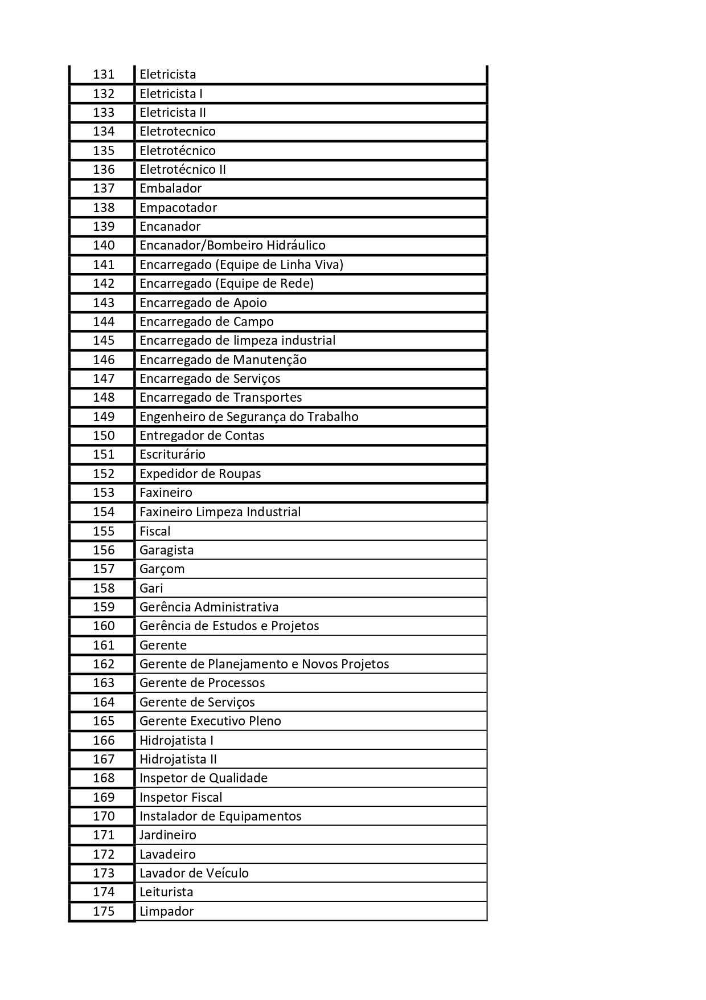 131 Eletricista
132 Eletricista I
133 Eletricista II
134 Eletrotecnico
135 Eletrotécnico
136 Eletrotécnico II
137 Embalador
138 Empacotador
139 Encanador
140 Encanador/Bombeiro Hidráulico
141 Encarregado (Equipe de Linha Viva)
142 Encarregado (Equipe de Rede)
143 Encarregado de Apoio
144 Encarregado de Campo
145 Encarregado de limpeza industrial
146 Encarregado de Manutenção
147 Encarregado de Serviços
148 Encarregado de Transportes
149 Engenheiro de Segurança do Trabalho
150 Entregador de Contas
151 Escriturário
152 Expedidor de Roupas
153 Faxineiro
154 Faxineiro Limpeza Industrial
155 Fiscal
156 Garagista
157 Garçom
158 Gari
159 Gerência Administrativa
160 Gerência de Estudos e Projetos
161 Gerente
162 Gerente de Planejamento e Novos Projetos
163 Gerente de Processos
164 Gerente de Serviços
165 Gerente Executivo Pleno
166 Hidrojatista I
167 Hidrojatista II
168 Inspetor de Qualidade
169 Inspetor Fiscal
170 Instalador de Equipamentos
171 Jardineiro
172 Lavadeiro
173 Lavador de Veículo
174 Leiturista
175 Limpador